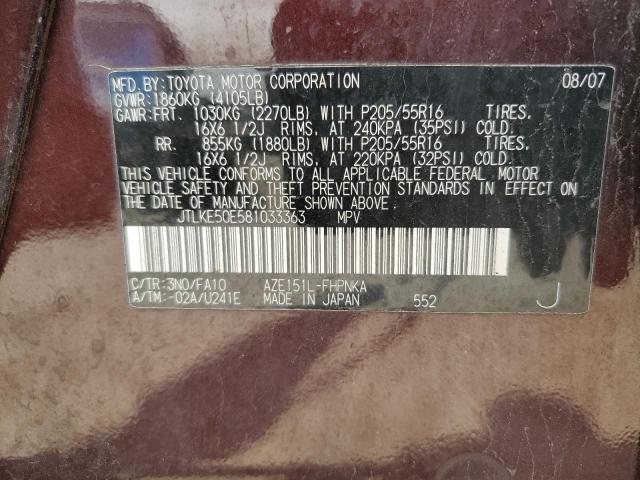 MFD. BY: TOYOTA MOTOR CORPORATION 08/07
GVWR: 1860KG (4105LB)
GAWR: FRT. 1030KG (2270LB) WITH P205/55R16 TIRES.
16X6 1/2J RIMS, AT 240KPA (35PSI) COLD.
RR. 855KG (1880LB) WITH P205/55R16 TIRES.
16X6 1/2J RIMS, AT 220KPA (32PSI) COLD.
THIS VEHICLE CONFORMS TO ALL APPLICABLE FEDERAL MOTOR
VEHICLE SAFETY AND THEFT PREVENTION STANDARDS IN EFFECT ON
THE DATE OF MANUFACTURE SHOWN ABOVE.
JTLKE50E581033363 MPV
C/TR: 3N0/FA10 AZE151L-FHPNKA
A/TM: -02A/U241E MADE IN JAPAN 552 J